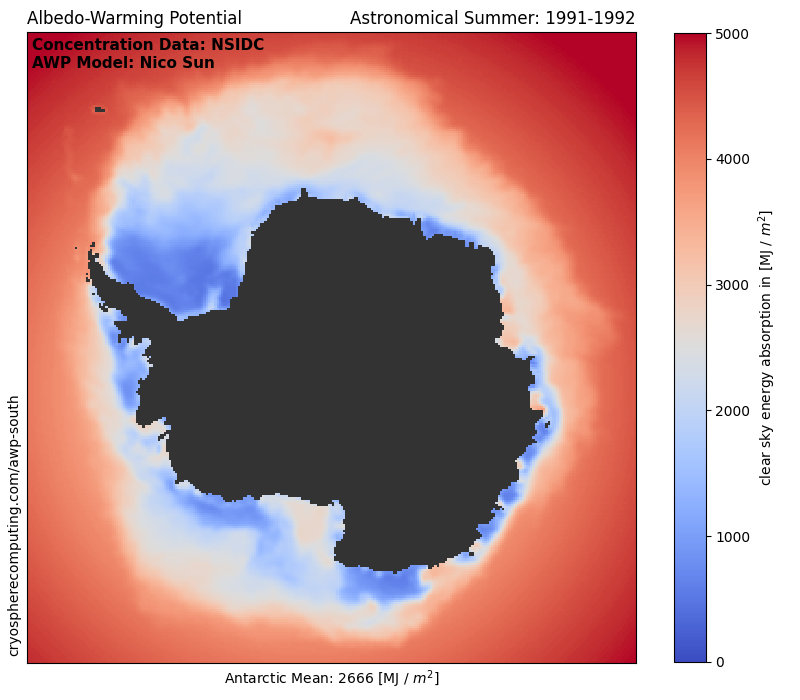 Albedo-Warming Potential
Astronomical Summer: 1991-1992
Concentration Data: NSIDC
AWP Model: Nico Sun
cryospherecomputing.com/awp-south
Antarctic Mean: 2666 [MJ / m²]
5000
4000
3000
2000
1000
0
clear sky energy absorption in [MJ / m²]